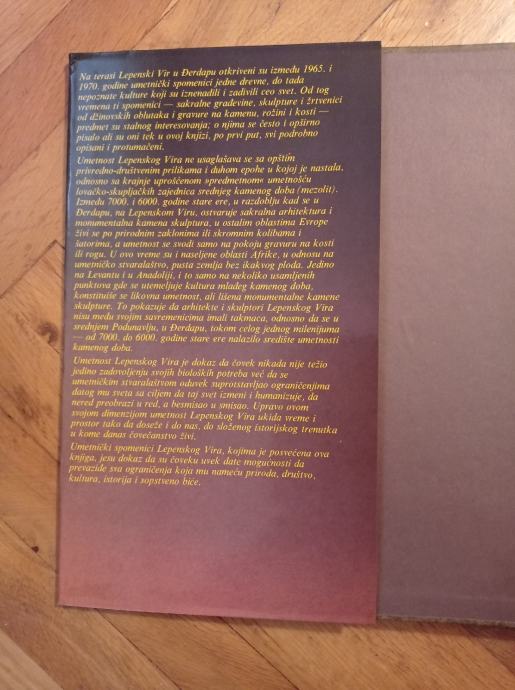 Na terasi Lepenski Vir u Đerdapu otkriveni su između 1965. i
1970. godine umetnički spomenici jedne drevne, do tada
nepoznate kulture koji su iznenadili i zadivili ceo svet. Od tog
vremena ti spomenici — sakralne građevine, skulpture i žrtvenici
od džinovskih oblutaka i gravure na kamenu, rožini i kosti —
predmet su stalnog interesovanja; o njima se često i opširno
pisalo ali su oni tek u ovoj knjizi, po prvi put, svi podrobno
opisani i protumačeni.
Umetnost Lepenskog Vira ne usaglašava se sa opštim
privredno-društvenim prilikama i duhom epohe u kojoj je nastala,
odnosno sa krajnje uprošćenom »predmetnom« umetnošću
lovačko-skupljačkih zajednica srednjeg kamenog doba (mezolit).
Između 7000. i 6000. godine stare ere, u razdoblju kad se u
Đerdapu, na Lepenskom Viru, ostvaruje sakralna arhitektura i
monumentalna kamena skulptura, u ostalim oblastima Evrope
živi se po prirodnim zaklonima ili skromnim kolibama i
šatorima, a umetnost se svodi samo na pokoju gravuru na kosti
ili rogu. U ovo vreme su i naseljene oblasti Afrike, u odnosu na
umetničko stvaralaštvo, pusta zemlja bez ikakvog ploda. Jedino
na Levantu i u Anadoliji, i to samo na nekoliko usamljenih
punktova gde se utemeljuje kultura mlađeg kamenog doba,
konstituiše se likovna umetnost, ali lišena monumentalne kamene
skulpture. To pokazuje da arhitekte i skulptori Lepenskog Vira
nisu među svojim savremenicima imali takmaca, odnosno da se u
srednjem Podunavlju, u Đerdapu, tokom celog jednog milenijuma
— od 7000. do 6000. godine stare ere nalazilo središte umetnosti
kamenog doba.
Umetnost Lepenskog Vira je dokaz da čovek nikada nije težio
jedino zadovoljenju svojih bioloških potreba već da se
umetničkim stvaralaštvom oduvek suprotstavljao ograničenjima
datog mu sveta sa ciljem da taj svet izmeni i humanizuje, da
nered preobrazi u red, a besmisao u smisao. Upravo ovom
svojom dimenzijom umetnost Lepenskog Vira ukida vreme i
prostor tako da doseže i do nas, do složenog istorijskog trenutka
u kome danas čovečanstvo živi.
Umetnički spomenici Lepenskog Vira, kojima je posvećena ova
knjiga, jesu dokaz da su čoveku uvek date mogućnosti da
prevaziđe sva ograničenja koja mu nameću priroda, društvo,
kultura, istorija i sopstveno biće.